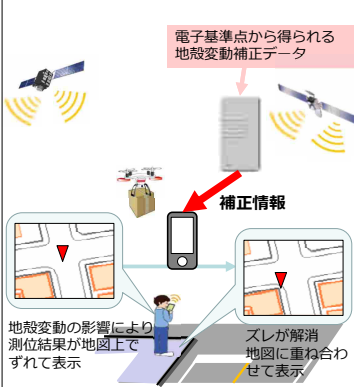 電子基準点から得られる
地殻変動補正データ
補正情報
地殻変動の影響により
測位結果が地図上で
ずれて表示
ズレが解消
地図に重ね合わ
せて表示